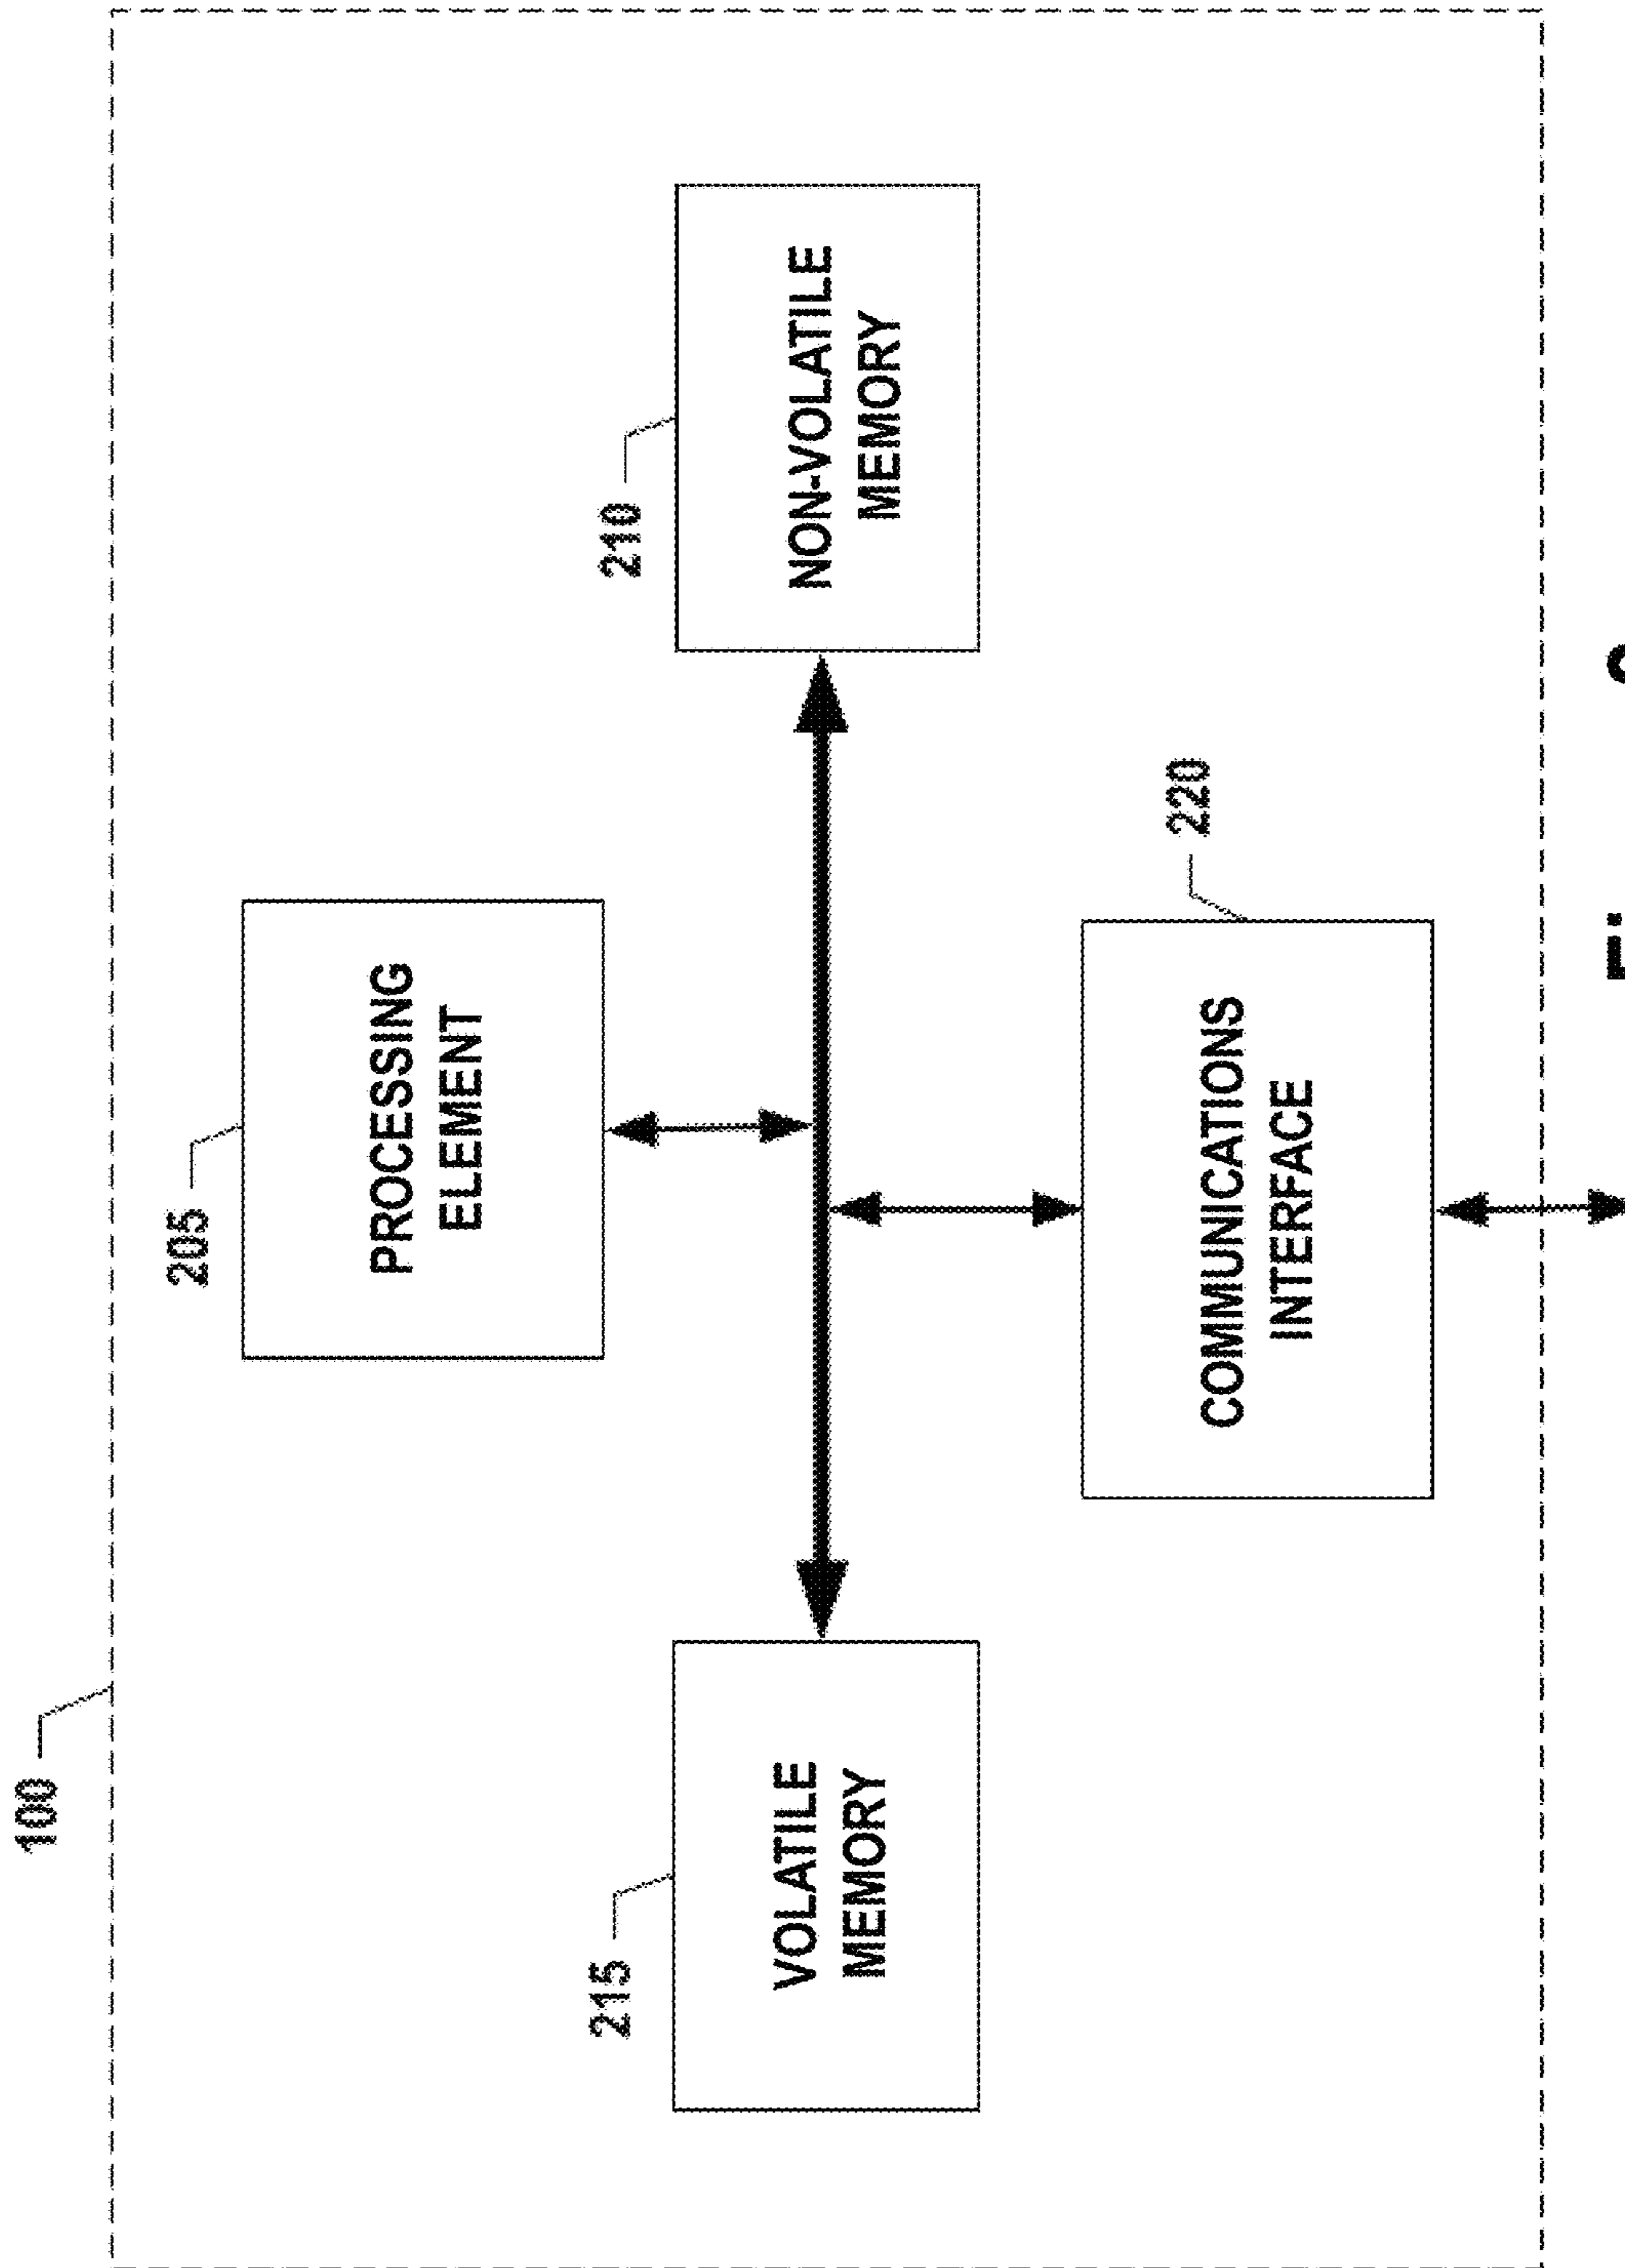 100
205
PROCESSING
ELEMENT
215
210
VOLATILE
MEMORY
NON-VOLATILE
MEMORY
220
COMMUNICATIONS
INTERFACE